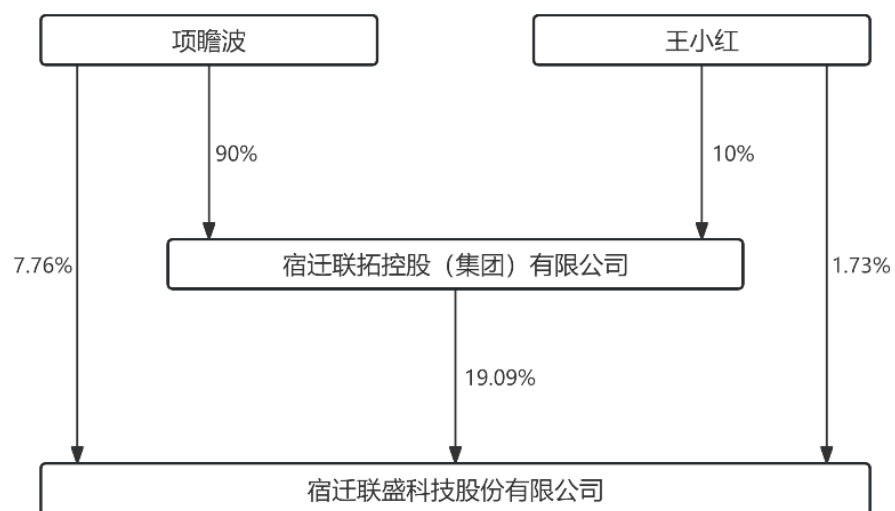 项瞻波
王小红
90%
10%
7.76%
宿迁联拓控股（集团）有限公司
1.73%
19.09%
宿迁联盛科技股份有限公司